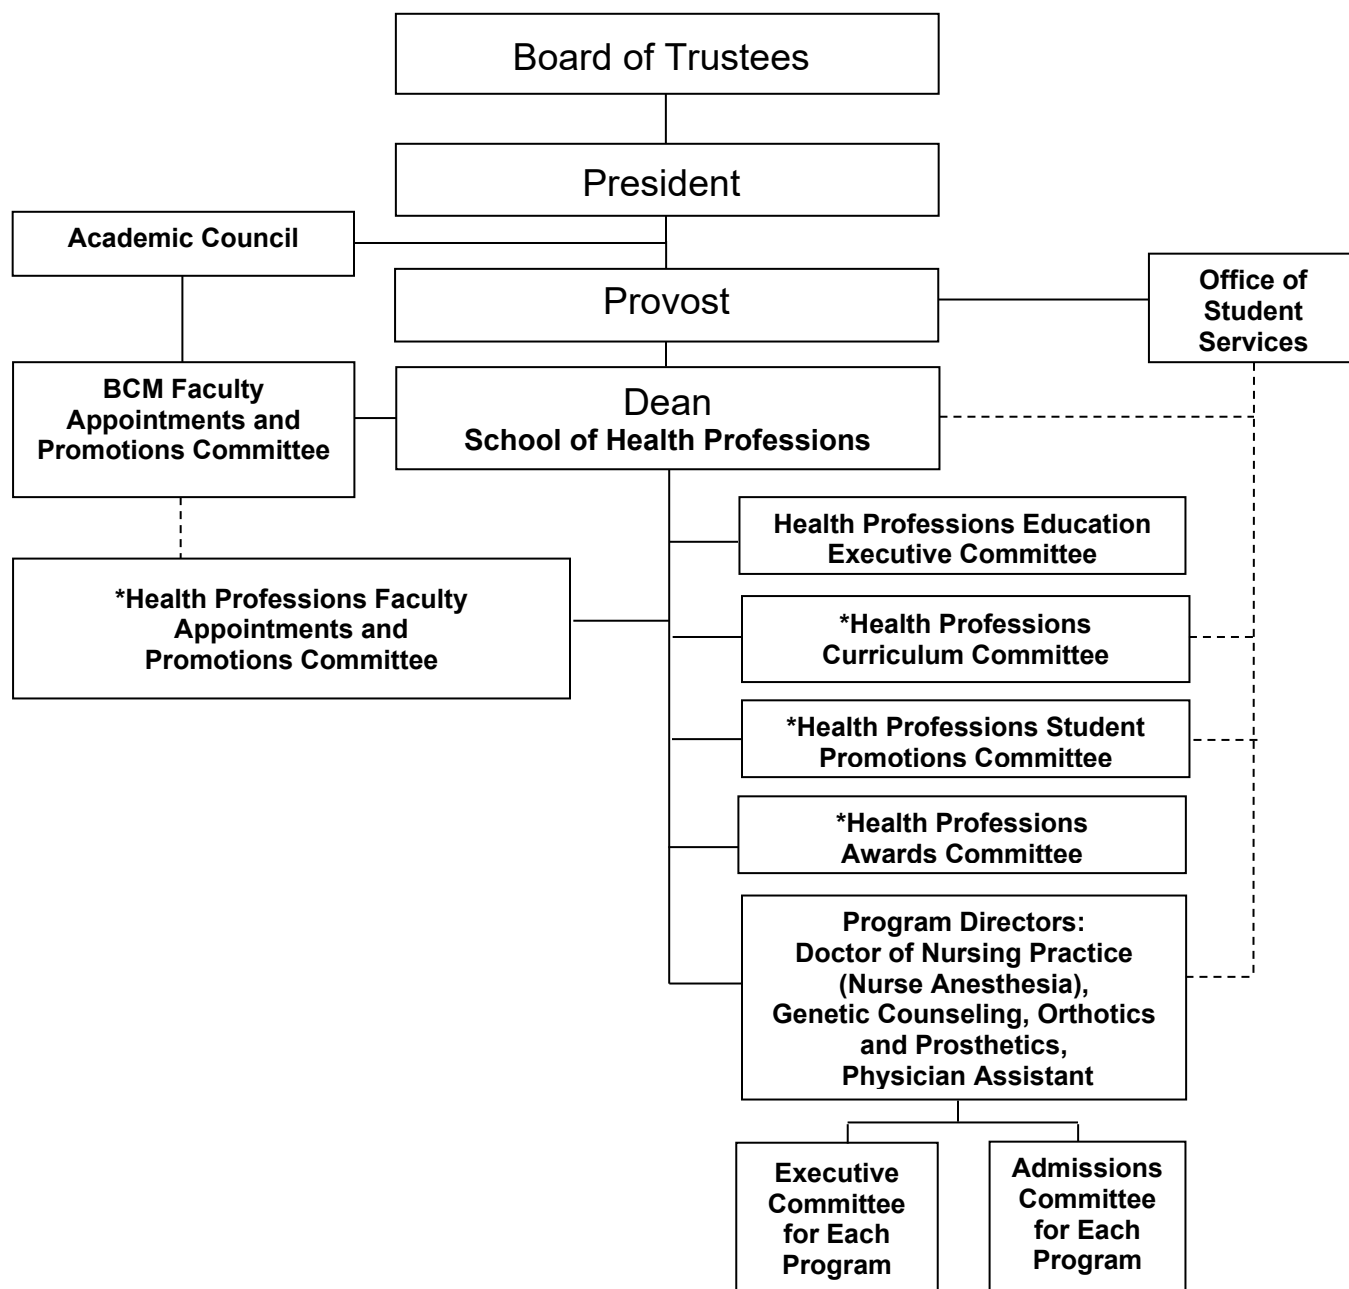 Board of Trustees
President
Academic Council
Provost
Office of
Student
Services
BCM Faculty
Appointments and
Promotions Committee
Dean
School of Health Professions
Health Professions Education
Executive Committee
*Health Professions Faculty
Appointments and
Promotions Committee
*Health Professions
Curriculum Committee
*Health Professions Student
Promotions Committee
*Health Professions
Awards Committee
Program Directors:
Doctor of Nursing Practice
(Nurse Anesthesia),
Genetic Counseling, Orthotics
and Prosthetics,
Physician Assistant
Executive
Committee
for Each
Program
Admissions
Committee
for Each
Program